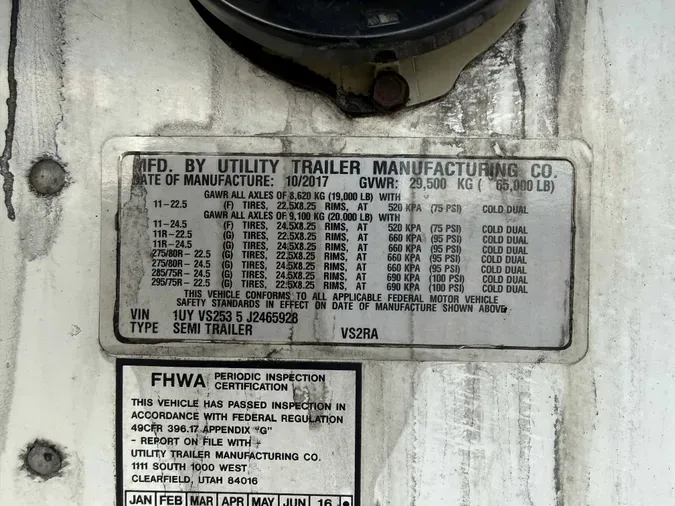 MFD. BY UTILITY TRAILER MANUFACTURING CO.
DATE OF MANUFACTURE: 10/2017 GVWR: 29,500 KG ( 65,000 LB)
GAWR ALL AXLES OF 8,620 KG (19,000 LB) WITH
11-22.5 (F) TIRES, 22.5X8.25 RIMS, AT 520 KPA (75 PSI) COLD DUAL
GAWR ALL AXLES OF 9,100 KG (20,000 LB) WITH
11-24.5 (F) TIRES, 24.5X8.25 RIMS, AT 520 KPA (75 PSI) COLD DUAL
11R-22.5 (G) TIRES, 22.5X8.25 RIMS, AT 660 KPA (95 PSI) COLD DUAL
11R-24.5 (G) TIRES, 24.5X8.25 RIMS, AT 660 KPA (95 PSI) COLD DUAL
275/80R-22.5 (G) TIRES, 22.5X8.25 RIMS, AT 660 KPA (95 PSI) COLD DUAL
275/80R-24.5 (G) TIRES, 24.5X8.25 RIMS, AT 660 KPA (95 PSI) COLD DUAL
285/75R-24.5 (G) TIRES, 24.5X8.25 RIMS, AT 690 KPA (100 PSI) COLD DUAL
295/75R-22.5 (G) TIRES, 22.5X8.25 RIMS, AT 690 KPA (100 PSI) COLD DUAL
THIS VEHICLE CONFORMS TO ALL APPLICABLE FEDERAL MOTOR VEHICLE
SAFETY STANDARDS IN EFFECT ON DATE OF MANUFACTURE SHOWN ABOVE
VIN 1UY VS253 5 J2465928
TYPE SEMI TRAILER VS2RA
FHWA PERIODIC INSPECTION
CERTIFICATION
THIS VEHICLE HAS PASSED INSPECTION IN
ACCORDANCE WITH FEDERAL REGULATION
49CFR 396.17 APPENDIX "G"
- REPORT ON FILE WITH -
UTILITY TRAILER MANUFACTURING CO.
1111 SOUTH 1000 WEST
CLEARFIELD, UTAH 84016
JAN FEB MAR APR MAY JUN 16